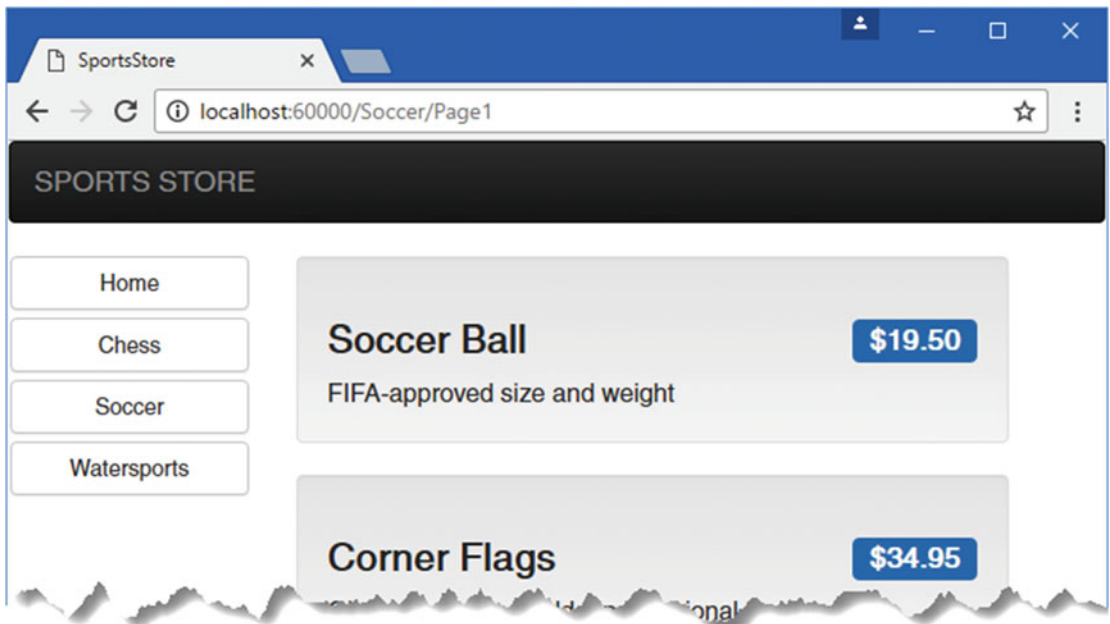 SportsStore
localhost:60000/Soccer/Page1
SPORTS STORE
Home
Chess
Soccer
Watersports
Soccer Ball
$19.50
FIFA-approved size and weight
Corner Flags
$34.95